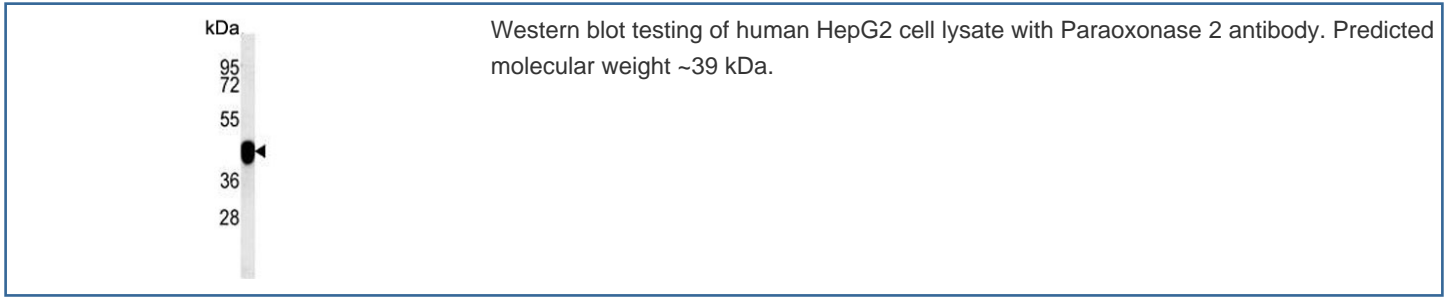 kDa
95
72
55
36
28
Western blot testing of human HepG2 cell lysate with Paraoxonase 2 antibody. Predicted
molecular weight ~39 kDa.